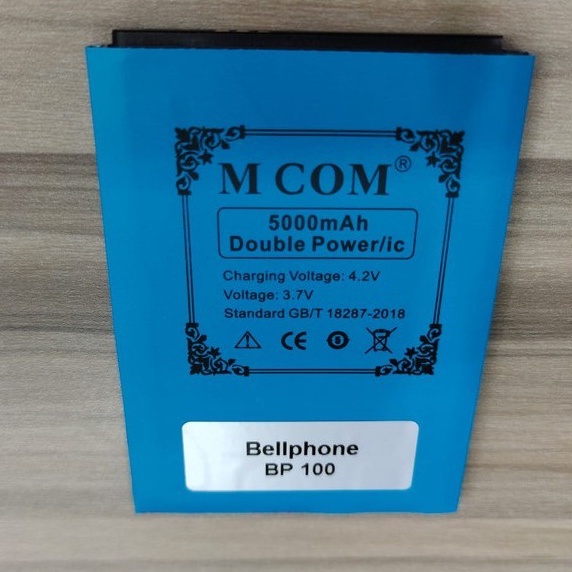 M COM®
5000mAh
Double Power/ic
Charging Voltage: 4.2V
Voltage: 3.7V
Standard GB/T 18287-2018
CE
Bellphone
BP 100